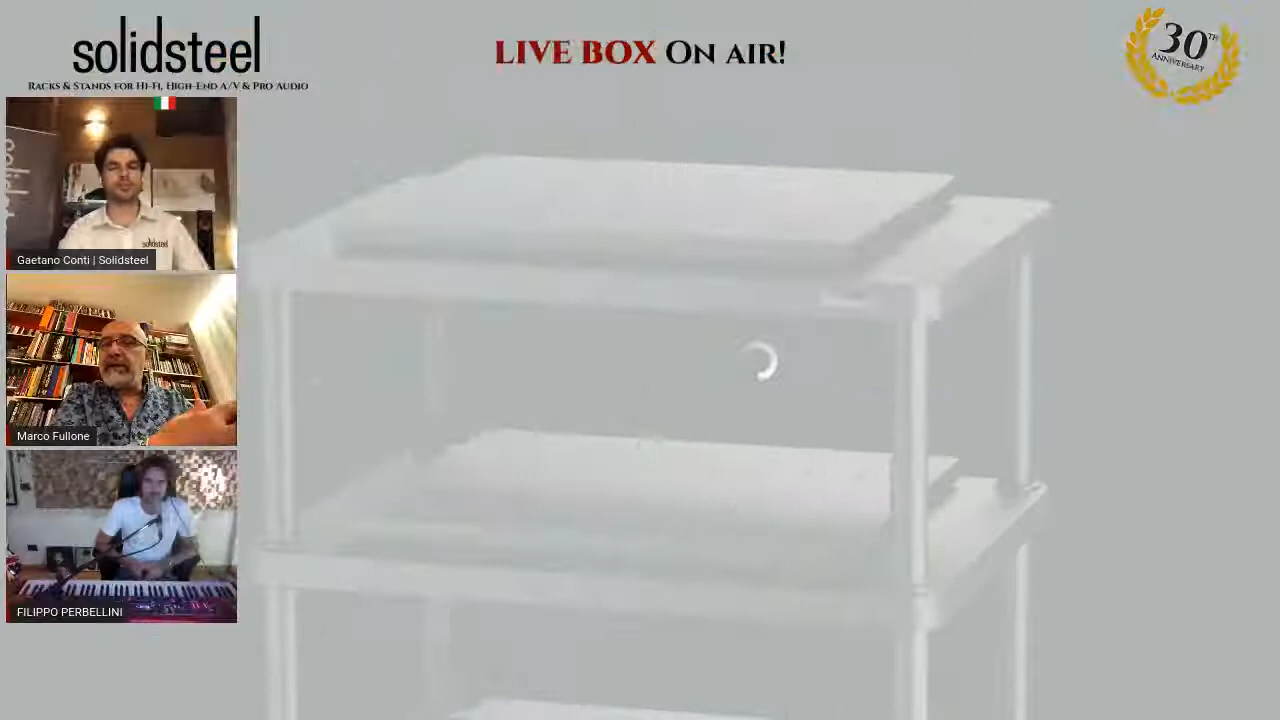 solidsteel
Racks & Stands for Hi-Fi, High-End A/V & Pro Audio
LIVE BOX On air!
30TH
ANNIVERSARY
solidsteel
Gaetano Conti | Solidsteel
Marco Fullone
FILIPPO PERBELLINI